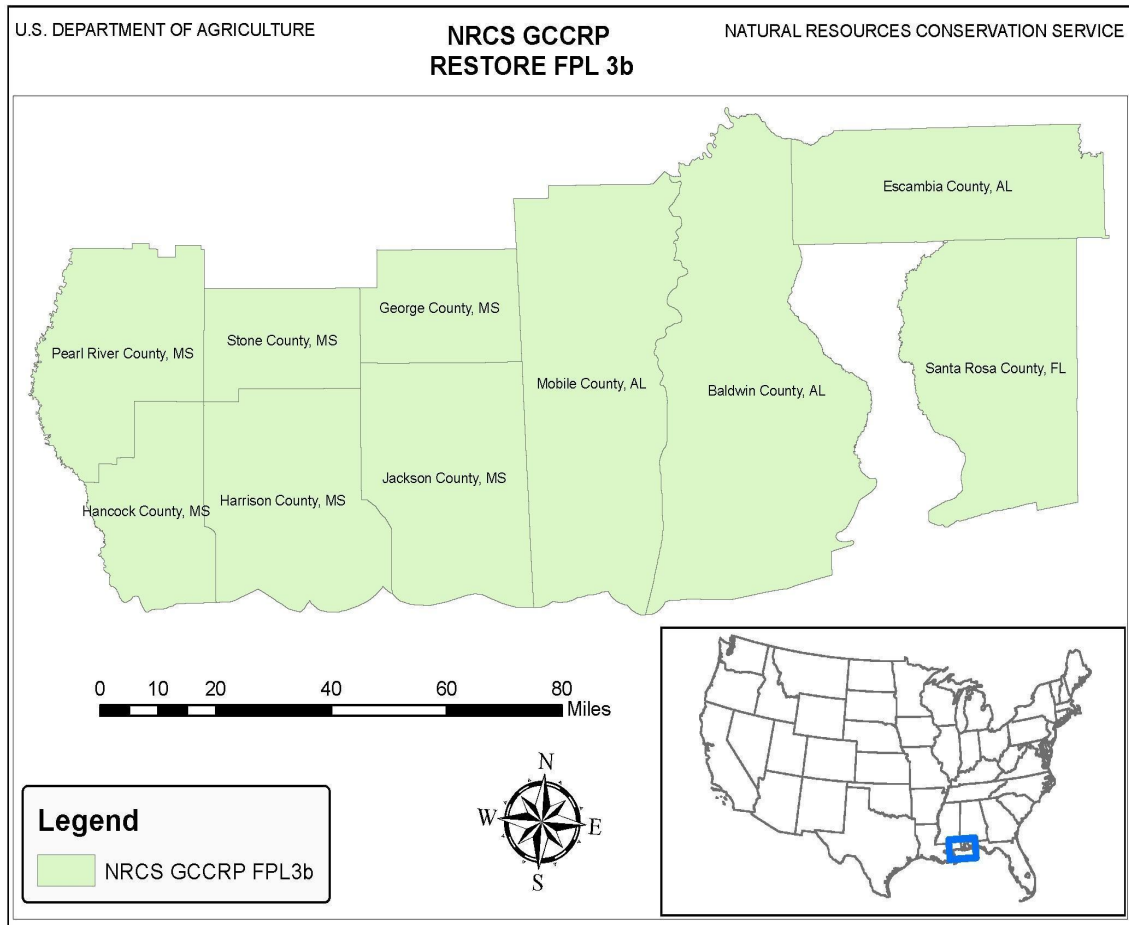 U.S. DEPARTMENT OF AGRICULTURE
NRCS GCCRP
RESTORE FPL 3b
NATURAL RESOURCES CONSERVATION SERVICE
Escambia County, AL
George County, MS
Stone County, MS
Pearl River County, MS
Mobile County, AL
Baldwin County, AL
Santa Rosa County, FL
Jackson County, MS
Harrison County, MS
Hancock County, MS
0 10 20 40 60 80
Miles
N
W E
S
Legend
NRCS GCCRP FPL3b